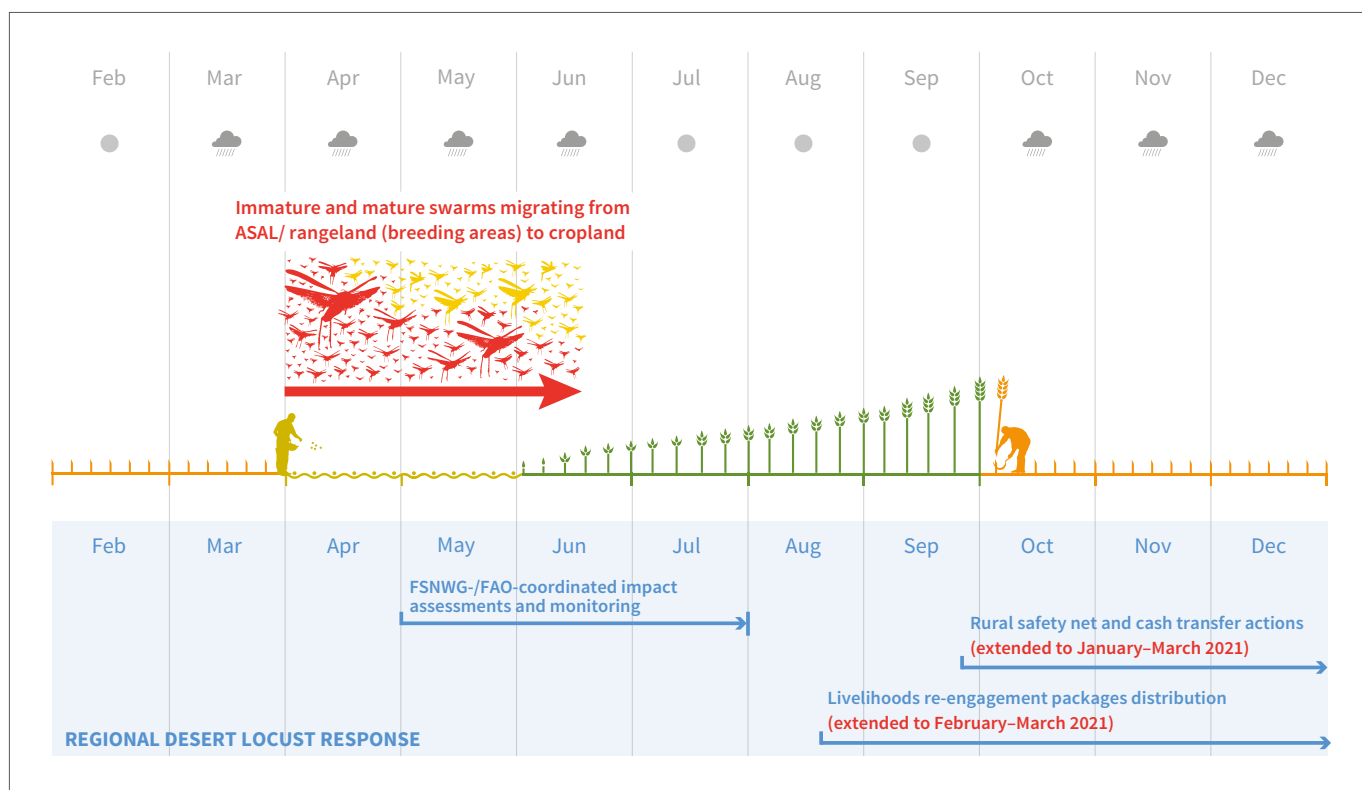 Feb Mar Apr May Jun Jul Aug Sep Oct Nov Dec
Immature and mature swarms migrating from
ASAL/ rangeland (breeding areas) to cropland
Feb Mar Apr May Jun Jul Aug Sep Oct Nov Dec
FSNWG-/FAO-coordinated impact
assessments and monitoring
Rural safety net and cash transfer actions
(extended to January–March 2021)
Livelihoods re-engagement packages distribution
(extended to February–March 2021)
REGIONAL DESERT LOCUST RESPONSE